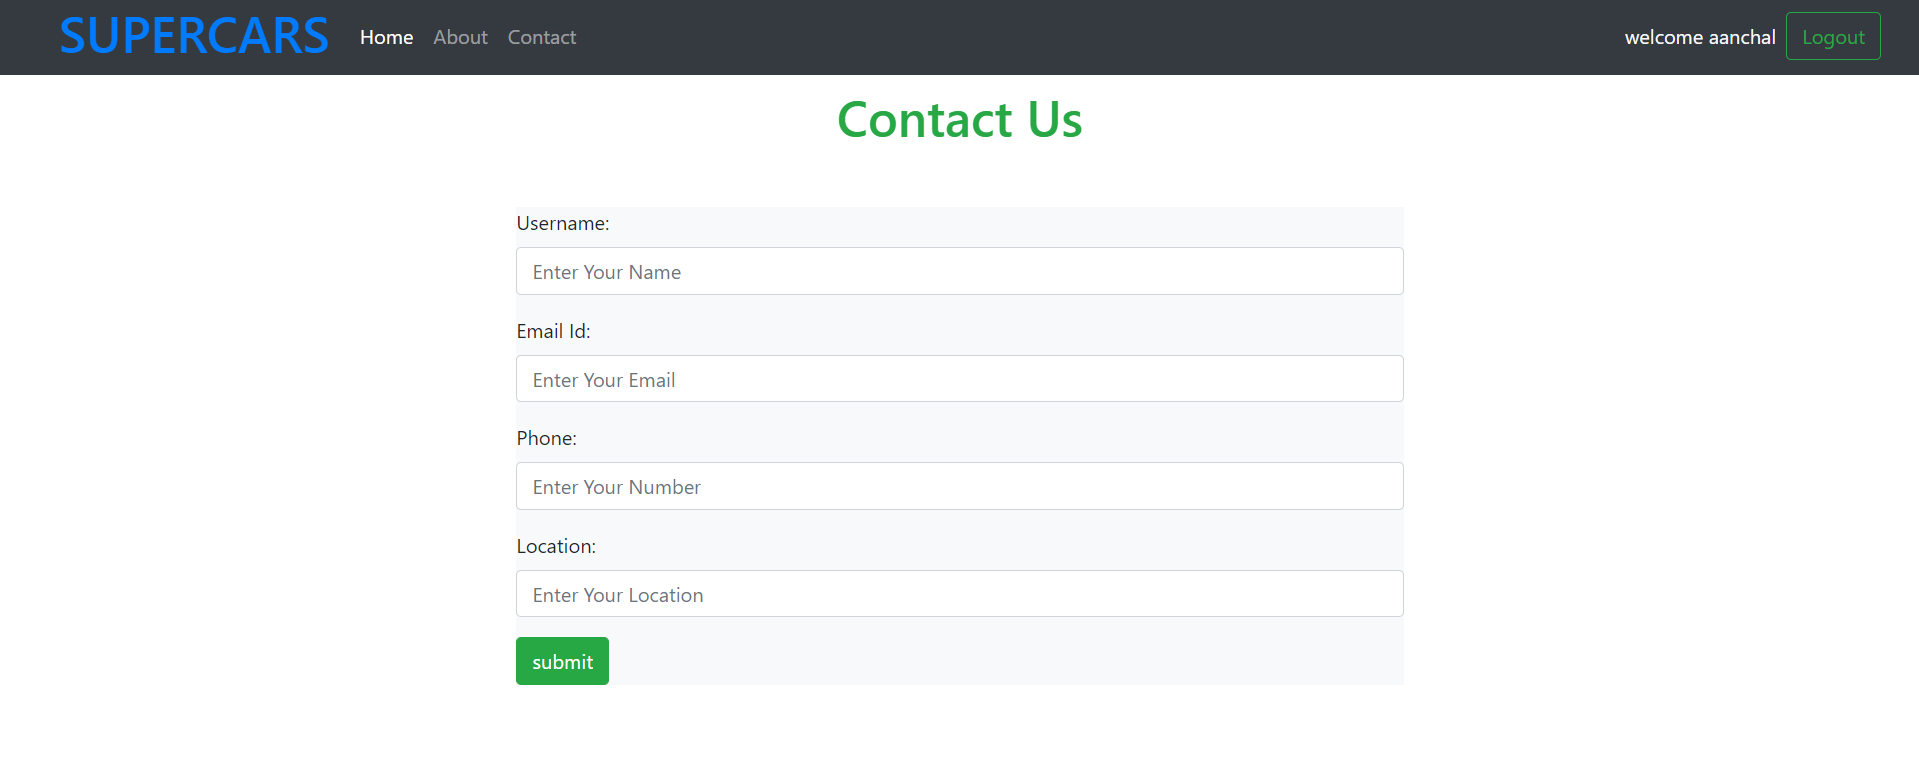 SUPERCARS Home About Contact welcome aanchal Logout
Contact Us
Username:
Enter Your Name
Email Id:
Enter Your Email
Phone:
Enter Your Number
Location:
Enter Your Location
submit